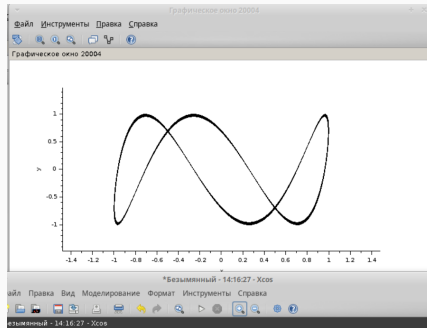 Графическое окно 20004
Файл Инструменты Правка Справка
Графическое окно 20004
1
0.5
y
0
-0.5
-1
-1.4 -1.2 -1 -0.8 -0.6 -0.4 -0.2 0 0.2 0.4 0.6 0.8 1 1.2 1.4
*Безымянный - 14:16:27 - Xcos
айл Правка Вид Моделирование Формат Инструменты Справка
езымянный - 14:16:27 - Xcos